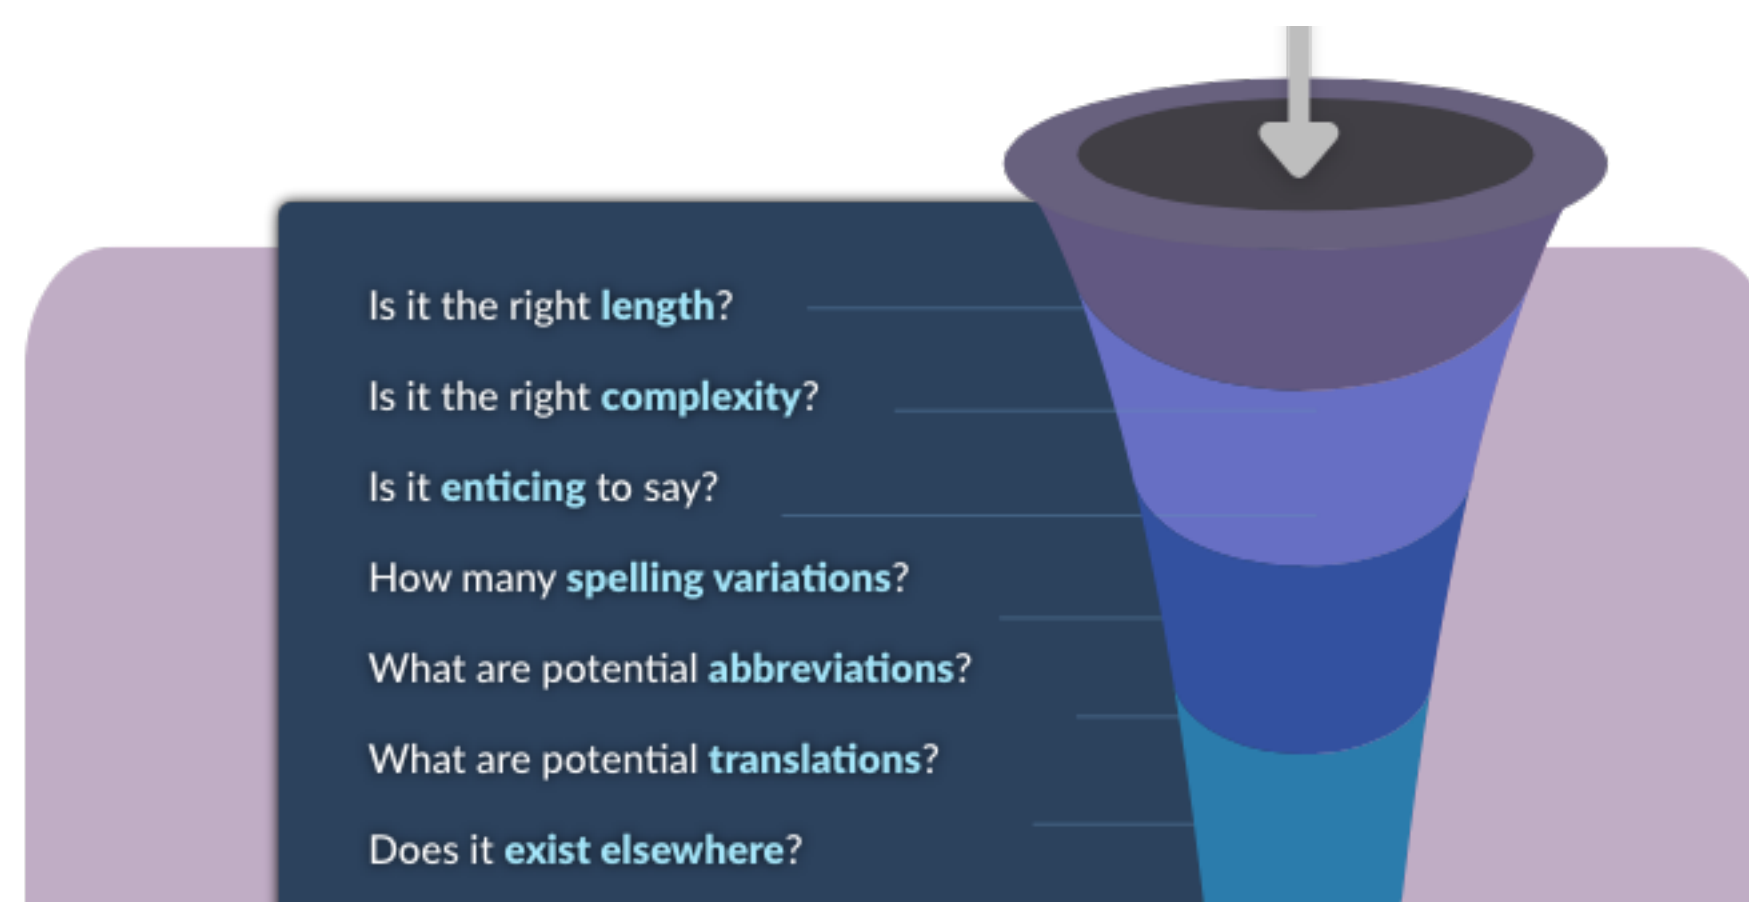 Is it the right length?
Is it the right complexity?
Is it enticing to say?
How many spelling variations?
What are potential abbreviations?
What are potential translations?
Does it exist elsewhere?